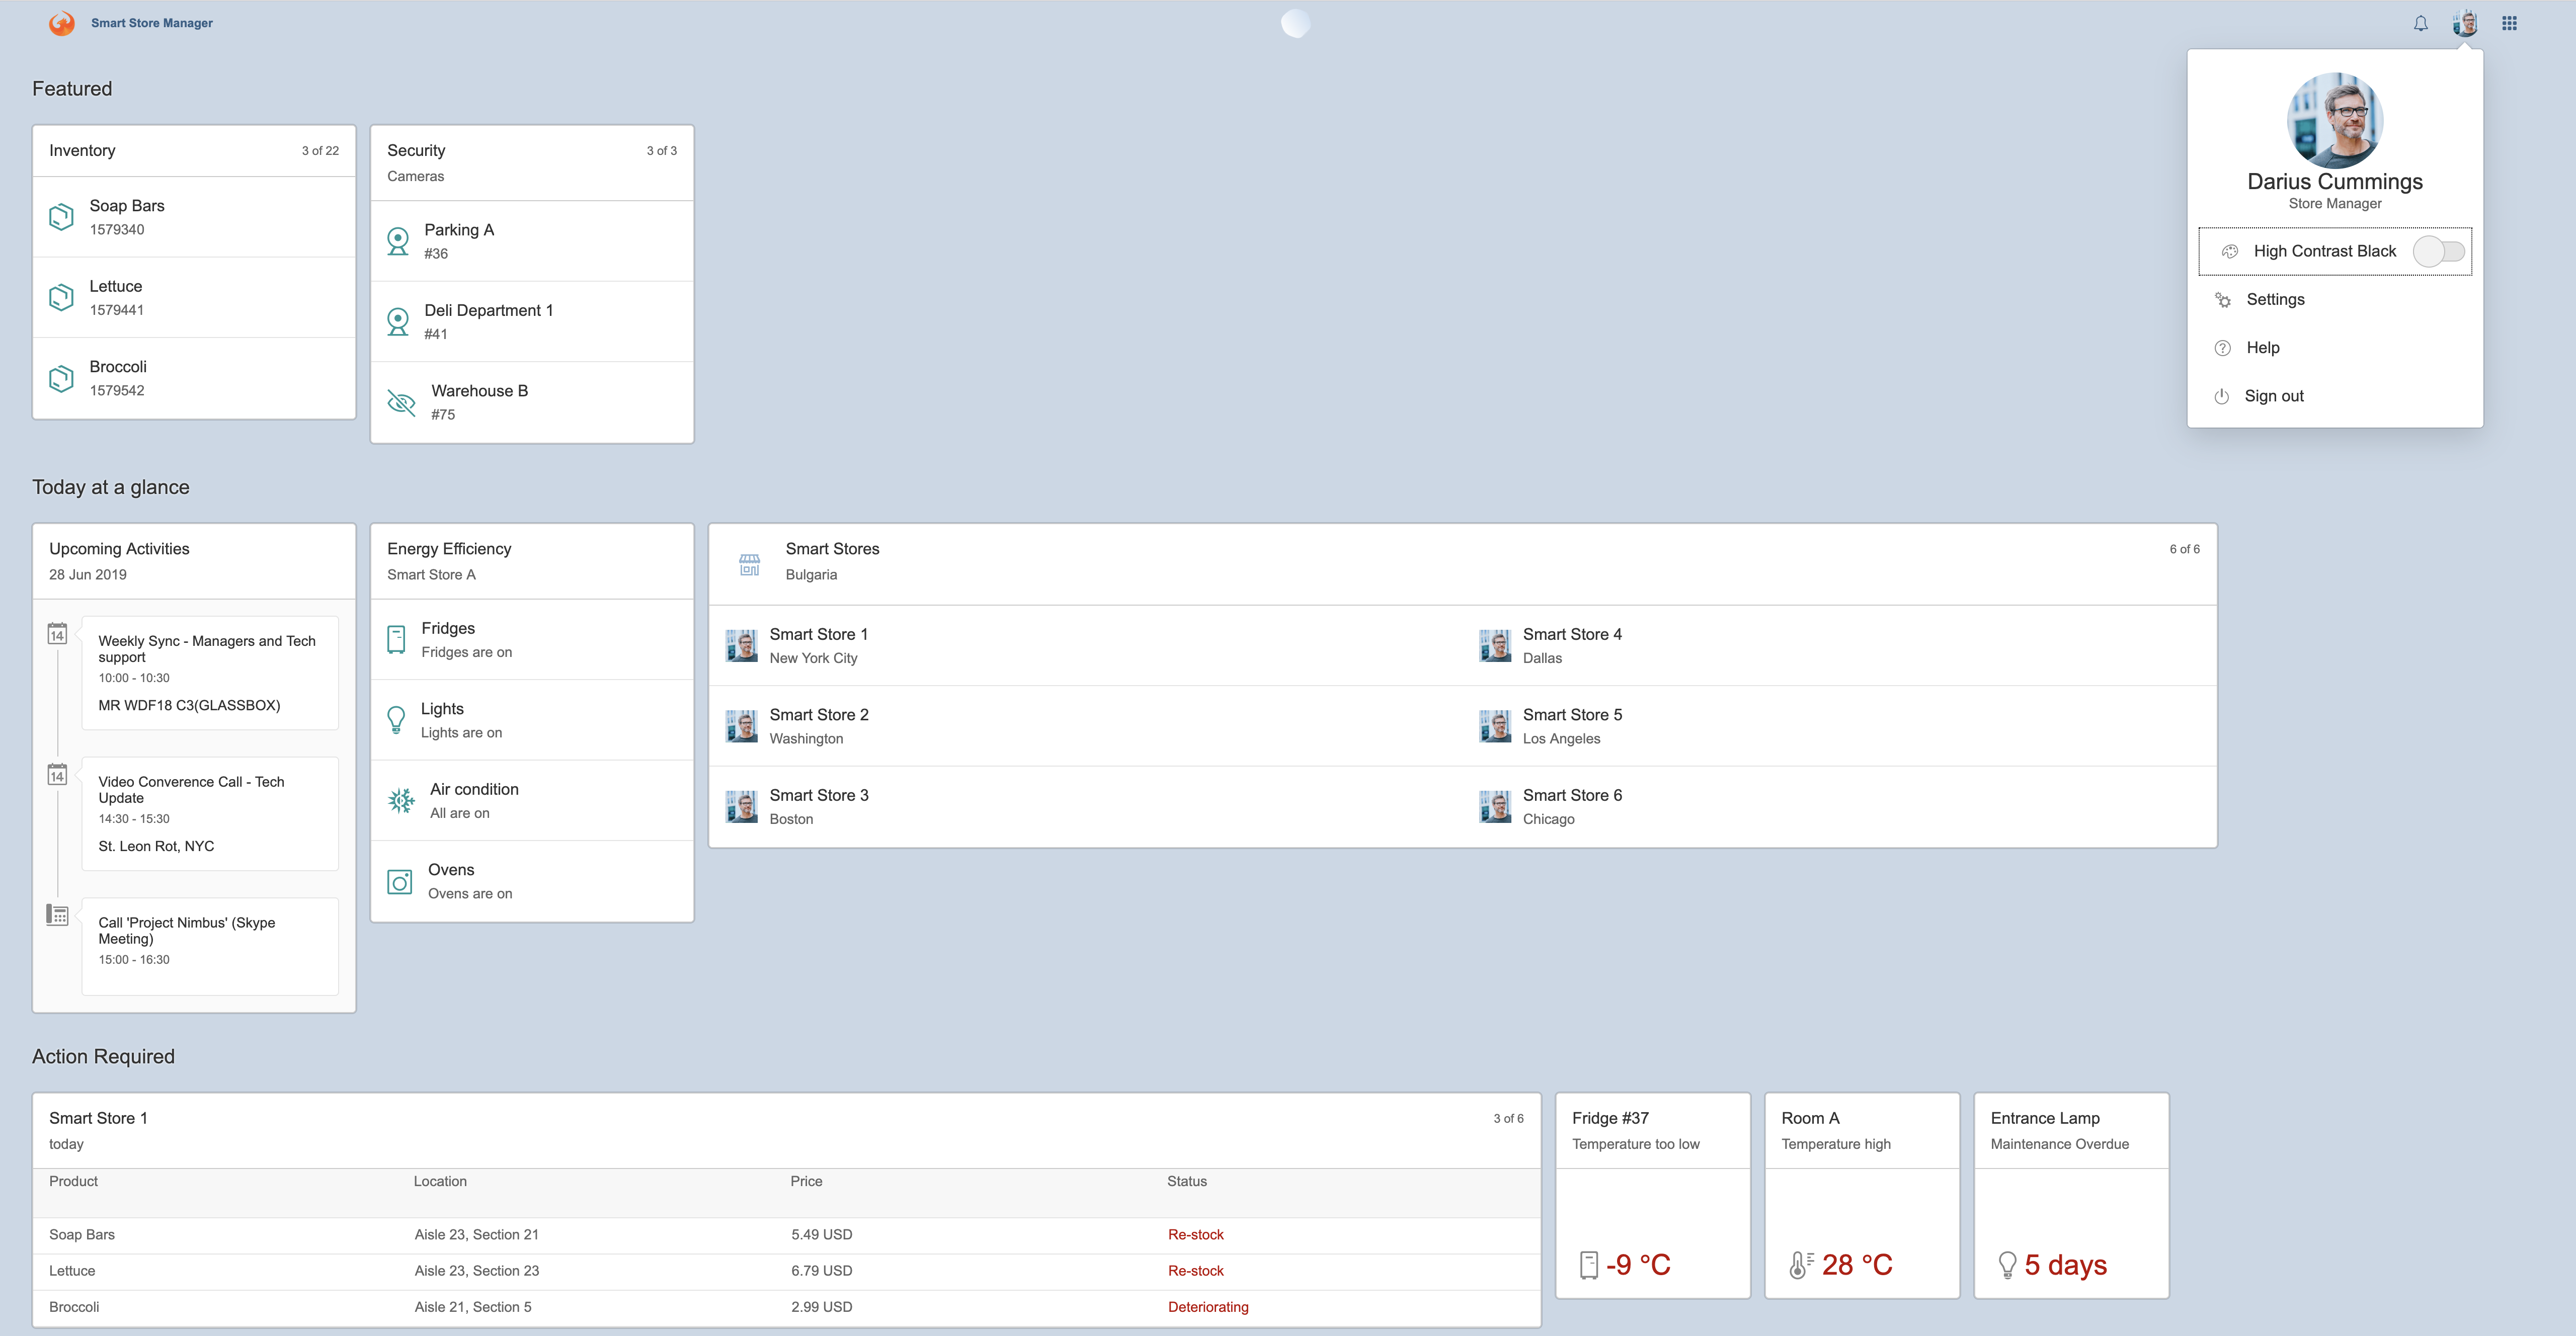 Smart Store Manager
Featured
Inventory
3 of 22
Soap Bars
1579340
Lettuce
1579441
Broccoli
1579542
Security
3 of 3
Cameras
Parking A
#36
Deli Department 1
#41
Warehouse B
#75
Darius Cummings
Store Manager
High Contrast Black
Settings
Help
Sign out
Today at a glance
Upcoming Activities
28 Jun 2019
14
Weekly Sync - Managers and Tech
support
10:00 - 10:30
MR WDF18 C3(GLASSBOX)
14
Video Converence Call - Tech
Update
14:30 - 15:30
St. Leon Rot, NYC
Call 'Project Nimbus' (Skype
Meeting)
15:00 - 16:30
Energy Efficiency
Smart Store A
Fridges
Fridges are on
Lights
Lights are on
Air condition
All are on
Ovens
Ovens are on
Smart Stores
6 of 6
Bulgaria
Smart Store 1
New York City
Smart Store 4
Dallas
Smart Store 2
Washington
Smart Store 5
Los Angeles
Smart Store 3
Boston
Smart Store 6
Chicago
Action Required
Smart Store 1
3 of 6
today
Product Location Price Status
Soap Bars Aisle 23, Section 21 5.49 USD Re-stock
Lettuce Aisle 23, Section 23 6.79 USD Re-stock
Broccoli Aisle 21, Section 5 2.99 USD Deteriorating
Fridge #37
Temperature too low
-9 °C
Room A
Temperature high
28 °C
Entrance Lamp
Maintenance Overdue
5 days